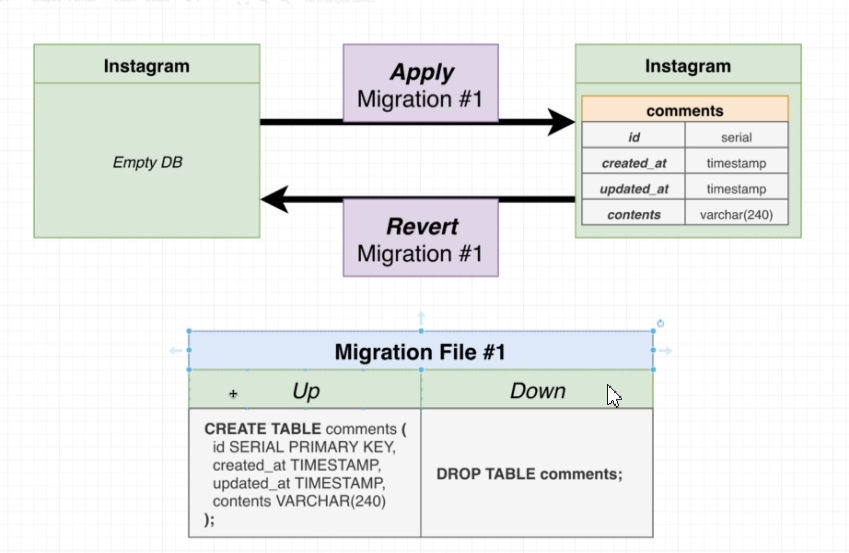 Instagram
Empty DB
Apply
Migration #1
Revert
Migration #1
Instagram
comments
id serial
created_at timestamp
updated_at timestamp
contents varchar(240)
Migration File #1
Up Down
CREATE TABLE comments (
id SERIAL PRIMARY KEY,
created_at TIMESTAMP,
updated_at TIMESTAMP,
contents VARCHAR(240)
);
DROP TABLE comments;